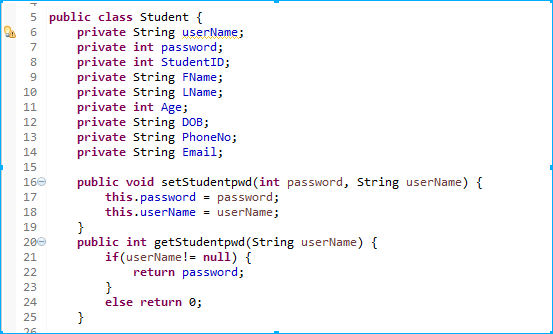 5 public class Student {
6 private String userName;
7 private int password;
8 private int StudentID;
9 private String FName;
10 private String LName;
11 private int Age;
12 private String DOB;
13 private String PhoneNo;
14 private String Email;
15
16 public void setStudentpwd(int password, String userName) {
17 this.password = password;
18 this.userName = userName;
19 }
20 public int getStudentpwd(String userName) {
21 if(userName!= null) {
22 return password;
23 }
24 else return 0;
25 }